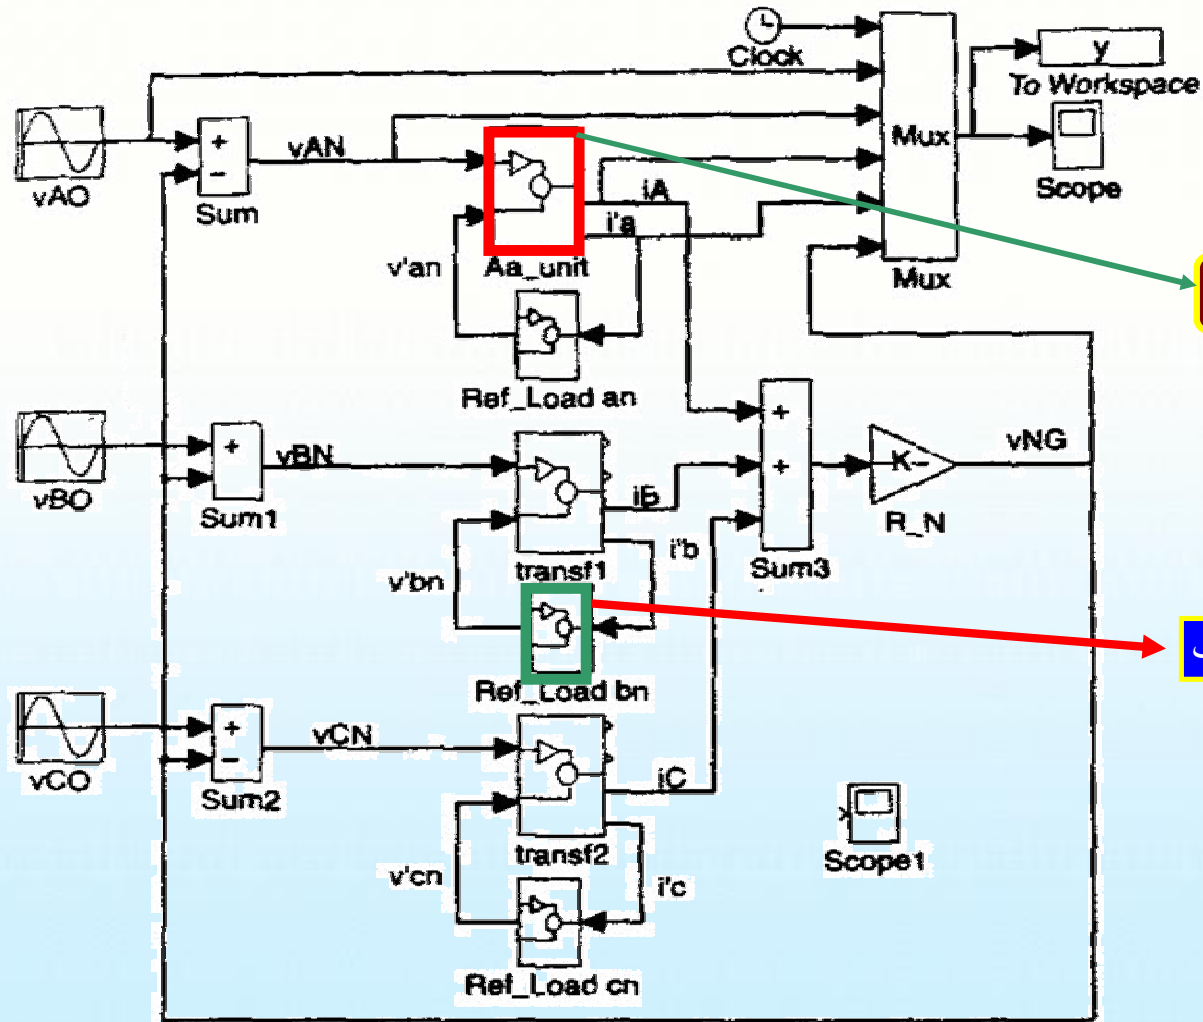 Clock
y
To Workspace
+
-
vAN
Mux
vAO
Sum
iA
i'a
Scope
v'an
Aa_unit
Mux
Ref_Load an
+
+
vBN
+
K-
vNG
vBO
Sum1
iB
R_N
i'b
Sum3
v'bn
transf1
Ref_Load bn
+
-
vCN
vCO
Sum2
iC
transf2
Scope1
v'cn
i'c
Ref_Load cn